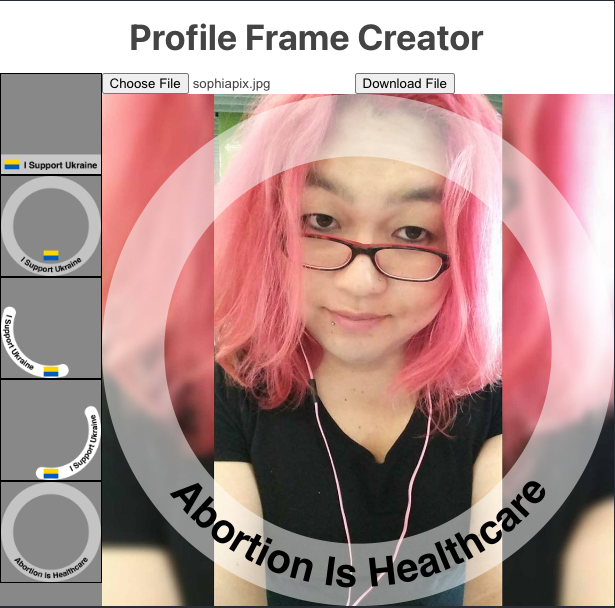 Profile Frame Creator
Choose File sophiapix.jpg Download File
I Support Ukraine
I Support Ukraine
I Support Ukraine
I Support Ukraine
Abortion Is Healthcare
Abortion Is Healthcare